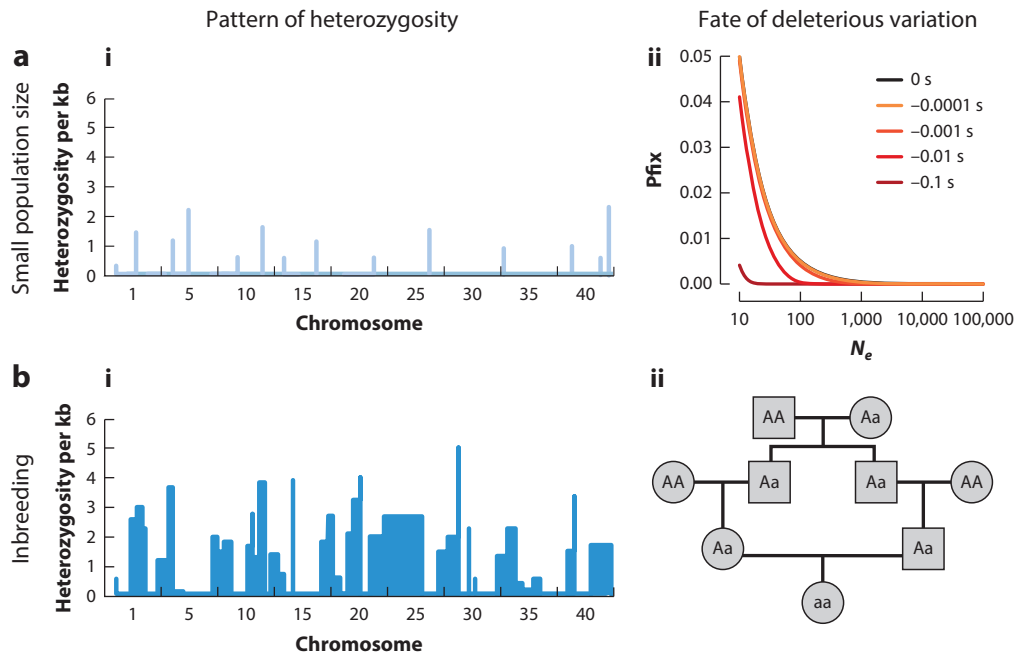 Pattern of heterozygosity
Fate of deleterious variation
a
Small population size
i
Heterozygosity per kb
6
5
4
3
2
1
0
1 5 10 15 20 25 30 35 40
Chromosome
ii
Pfix
0.05
0.04
0.03
0.02
0.01
0.00
10 100 1,000 10,000 100,000
Ne
0 s
–0.0001 s
–0.001 s
–0.01 s
–0.1 s
b
Inbreeding
i
Heterozygosity per kb
6
5
4
3
2
1
0
1 5 10 15 20 25 30 35 40
Chromosome
ii
AA Aa
AA Aa Aa AA
Aa Aa
aa